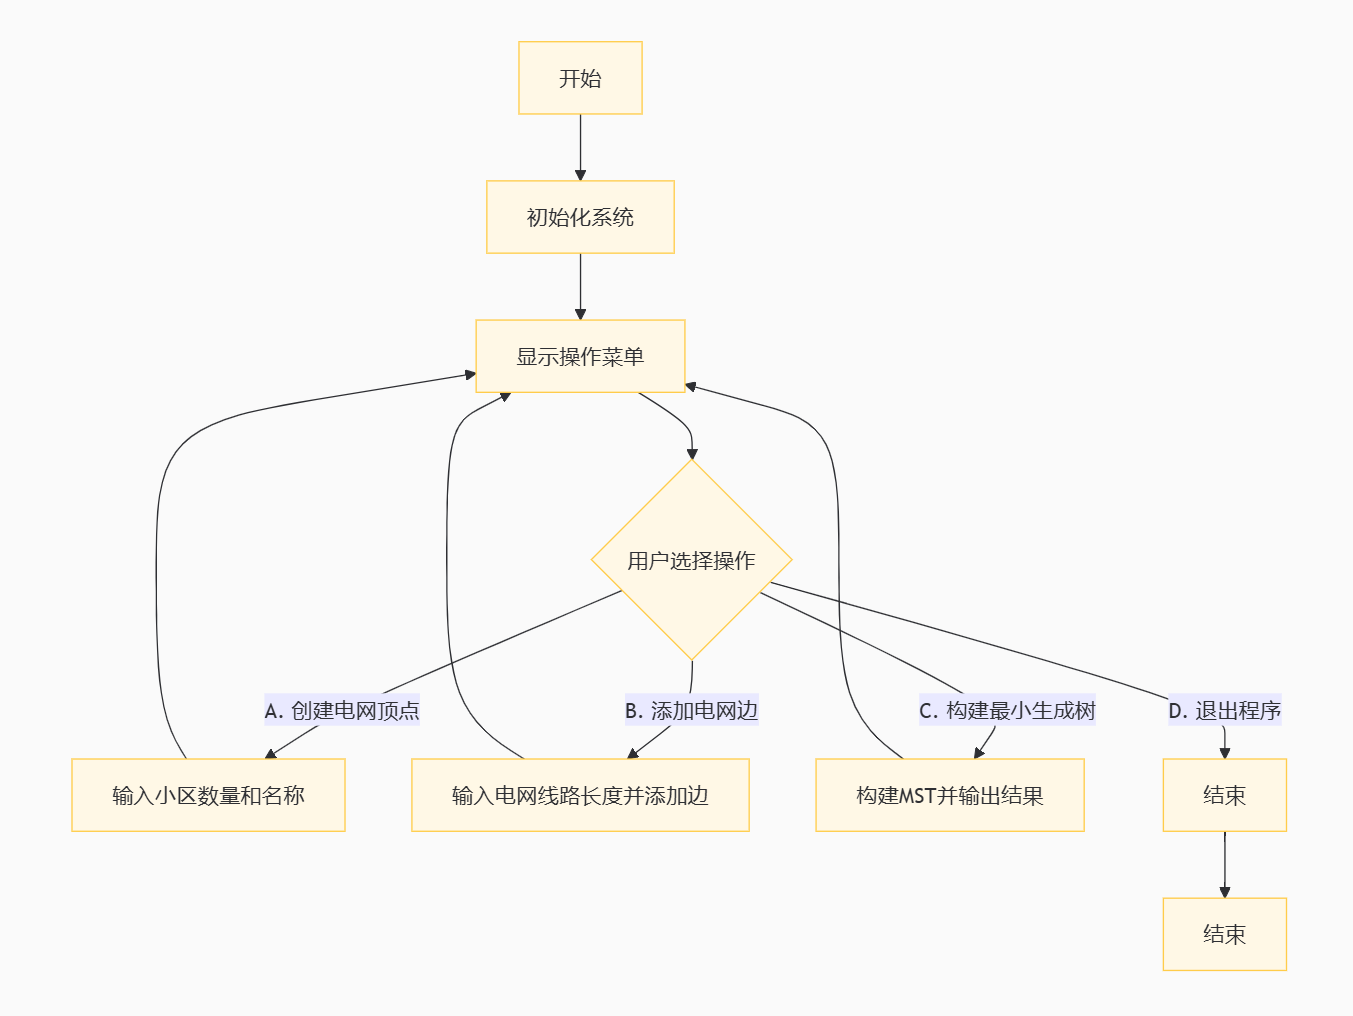 开始
初始化系统
显示操作菜单
用户选择操作
A. 创建电网顶点
B. 添加电网边
C. 构建最小生成树
D. 退出程序
输入小区数量和名称
输入电网线路长度并添加边
构建MST并输出结果
结束
结束